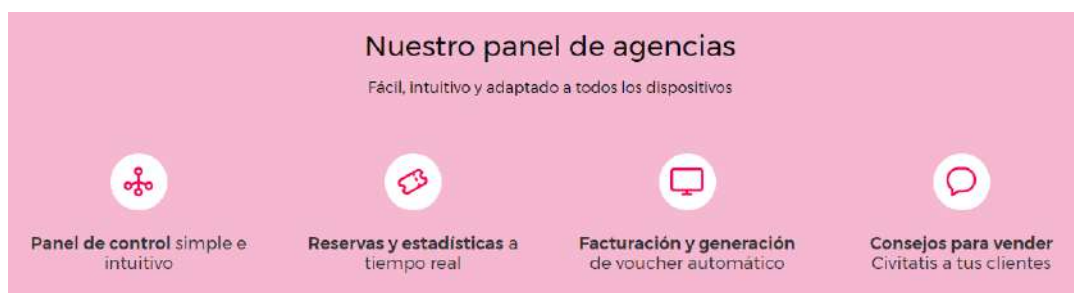 Nuestro panel de agencias
Fácil, intuitivo y adaptado a todos los dispositivos
Panel de control simple e
intuitivo
Reservas y estadísticas a
tiempo real
Facturación y generación
de voucher automático
Consejos para vender
Civitatis a tus clientes